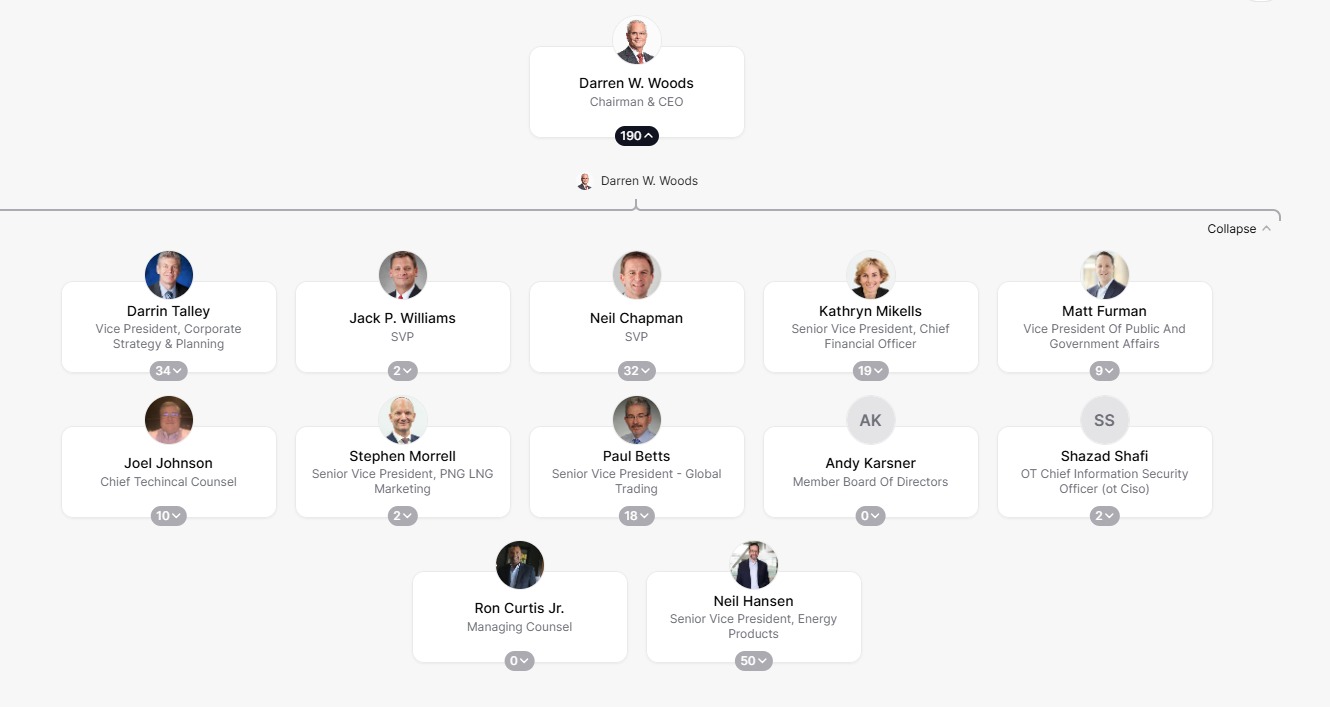 Darren W. Woods
Chairman & CEO
190
Darren W. Woods
Collapse
Darrin Talley
Vice President, Corporate
Strategy & Planning
34
Jack P. Williams
SVP
2
Neil Chapman
SVP
32
Kathryn Mikells
Senior Vice President, Chief
Financial Officer
19
Matt Furman
Vice President Of Public And
Government Affairs
9
Joel Johnson
Chief Techincal Counsel
10
Stephen Morrell
Senior Vice President, PNG LNG
Marketing
2
Paul Betts
Senior Vice President - Global
Trading
18
AK
Andy Karsner
Member Board Of Directors
0
SS
Shazad Shafi
OT Chief Information Security
Officer (ot Ciso)
2
Ron Curtis Jr.
Managing Counsel
0
Neil Hansen
Senior Vice President, Energy
Products
50